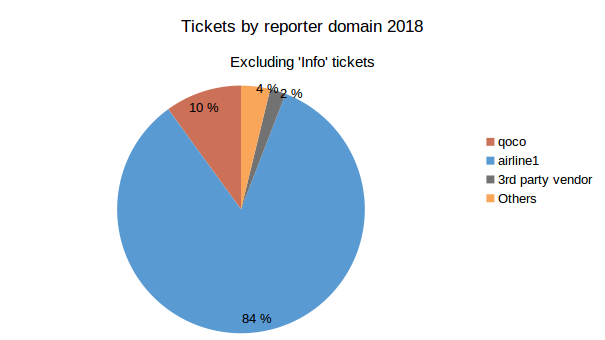 Tickets by reporter domain 2018
Excluding 'Info' tickets
4 %
2 %
10 %
84 %
qoco
airline1
3rd party vendor
Others